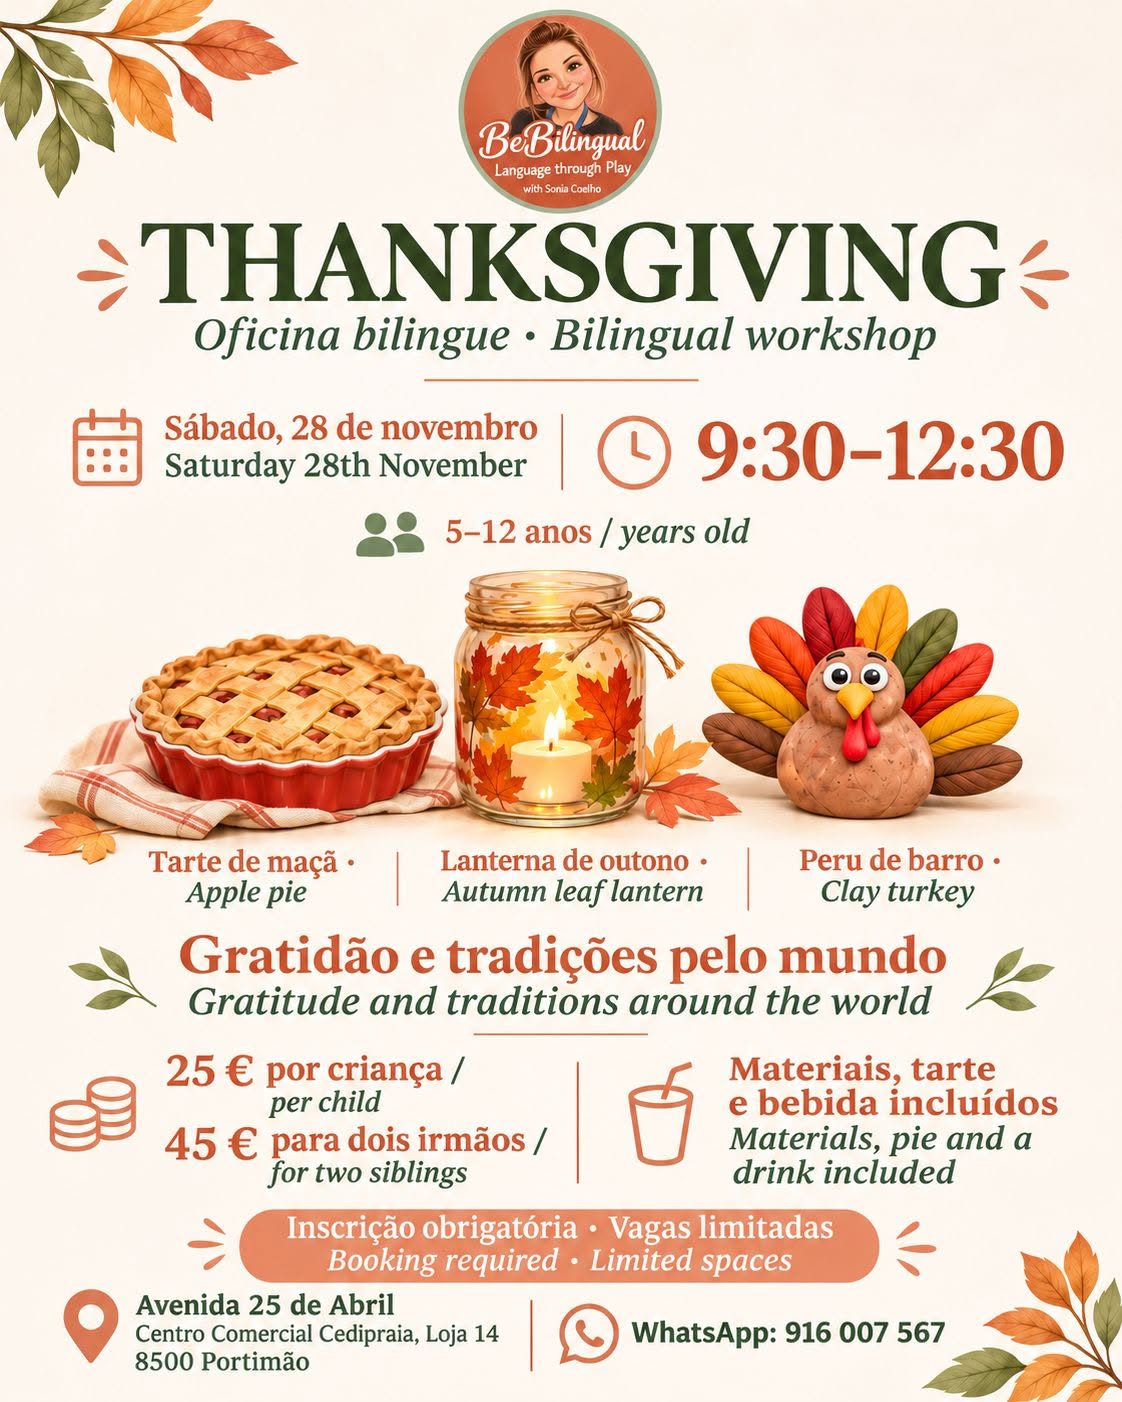 BeBilingual
Language through Play
with Sonia Coelho
THANKSGIVING
Oficina bilingue • Bilingual workshop
Sábado, 28 de novembro
Saturday 28th November
9:30–12:30
5–12 anos / years old
Tarte de maçã •
Apple pie
Lanterna de outono •
Autumn leaf lantern
Peru de barro •
Clay turkey
Gratidão e tradições pelo mundo
Gratitude and traditions around the world
25 € por criança /
per child
45 € para dois irmãos /
for two siblings
Materiais, tarte
e bebida incluídos
Materials, pie and a
drink included
Inscrição obrigatória • Vagas limitadas
Booking required • Limited spaces
Avenida 25 de Abril
Centro Comercial Cedipraia, Loja 14
8500 Portimão
WhatsApp: 916 007 567